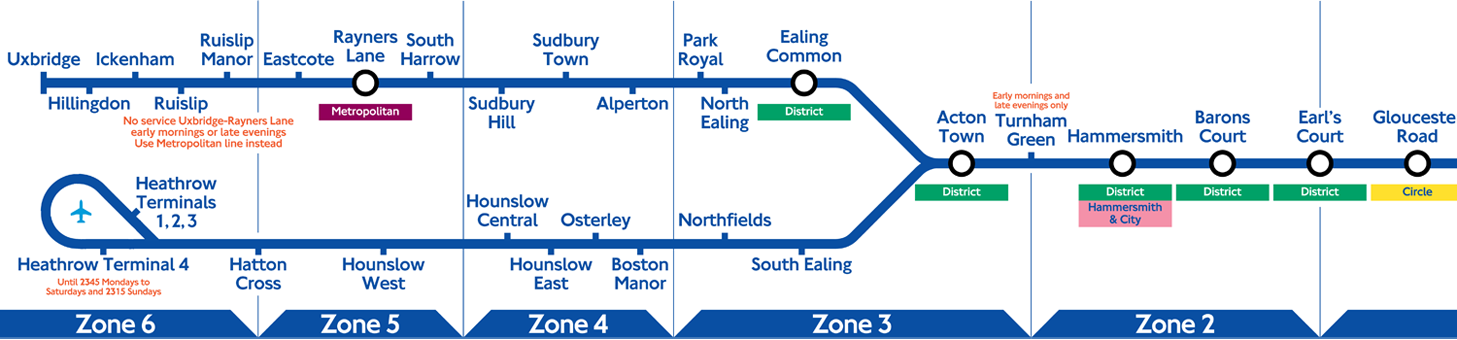 Uxbridge
Hillingdon
Ickenham
Ruislip
No service Uxbridge-Rayners Lane
early mornings or late evenings
Use Metropolitan line instead
Ruislip
Manor
Eastcote
Rayners
Lane
Metropolitan
South
Harrow
Sudbury
Hill
Sudbury
Town
Alperton
Park
Royal
North
Ealing
Ealing
Common
District
Heathrow
Terminals
1, 2, 3
Heathrow Terminal 4
Until 2345 Mondays to
Saturdays and 2315 Sundays
Hatton
Cross
Hounslow
West
Hounslow
Central
Hounslow
East
Osterley
Boston
Manor
Northfields
South Ealing
Acton
Town
District
Early mornings and
late evenings only
Turnham
Green
Hammersmith
District
Hammersmith
& City
Barons
Court
District
Earl's
Court
District
Glouceste
Road
Circle
Zone 6
Zone 5
Zone 4
Zone 3
Zone 2